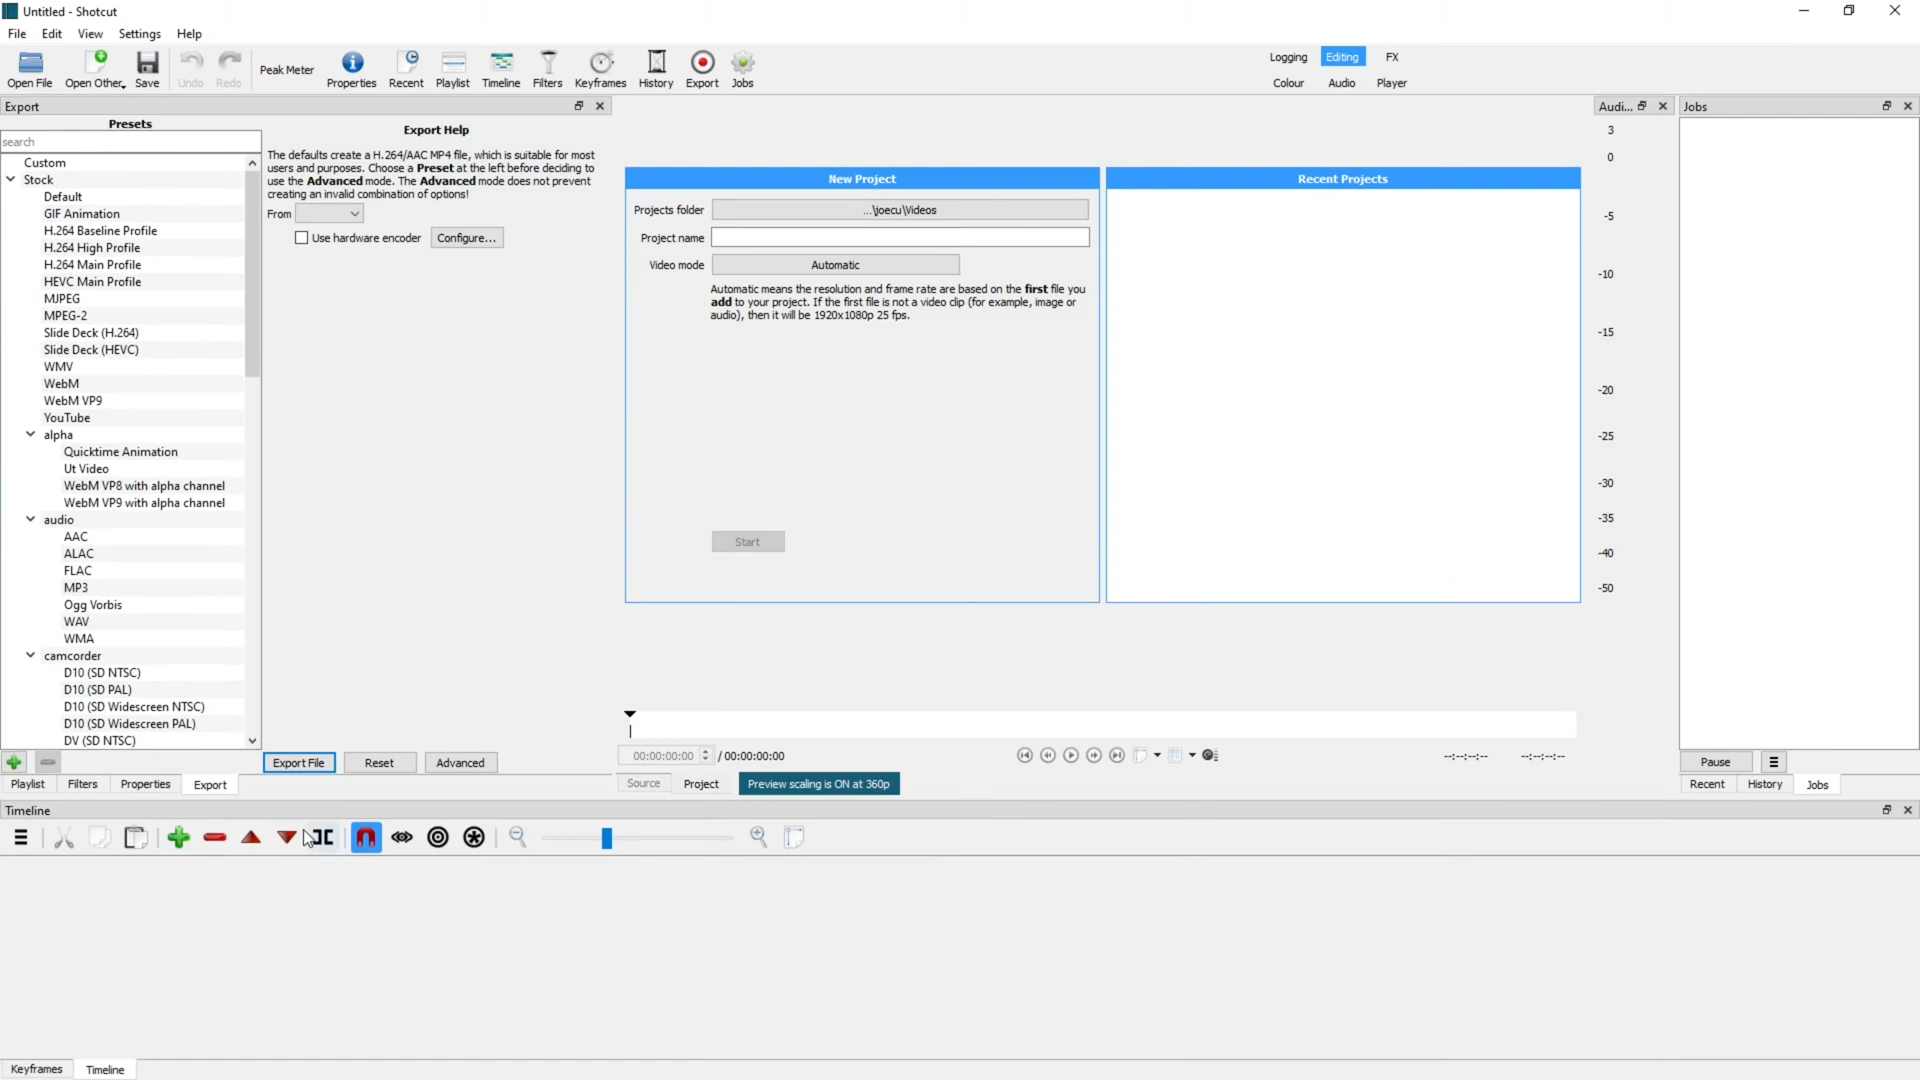 Untitled - Shotcut
File Edit View Settings Help
Open File Open Other... Save Undo Redo Peak Meter Properties Recent Playlist Timeline Filters Keyframes History Export Jobs
Logging Editing FX
Colour Audio Player
Export
Presets
search
Custom
Stock
Default
GIF Animation
H.264 Baseline Profile
H.264 High Profile
H.264 Main Profile
HEVC Main Profile
MJPEG
MPEG-2
Slide Deck (H.264)
Slide Deck (HEVC)
WMV
WebM
WebM VP9
YouTube
alpha
Quicktime Animation
Ut Video
WebM VP8 with alpha channel
WebM VP9 with alpha channel
audio
AAC
ALAC
FLAC
MP3
Ogg Vorbis
WAV
WMA
camcorder
D10 (SD NTSC)
D10 (SD PAL)
D10 (SD Widescreen NTSC)
D10 (SD Widescreen PAL)
DV (SD NTSC)
Export Help
The defaults create a H.264/AAC MP4 file, which is suitable for most
users and purposes. Choose a Preset at the left before deciding to
use the Advanced mode. The Advanced mode does not prevent
creating an invalid combination of options!
From
Use hardware encoder Configure...
Export File Reset Advanced
Playlist Filters Properties Export
New Project
Projects folder ...\joecu\Videos
Project name
Video mode Automatic
Automatic means the resolution and frame rate are based on the first file you
add to your project. If the first file is not a video clip (for example, image or
audio), then it will be 1920x1080p 25 fps.
Start
Recent Projects
00:00:00:00 / 00:00:00:00
--:--:--:-- --:--:--:--
Source Project Preview scaling is ON at 360p
Audi...
3
0
-5
-10
-15
-20
-25
-30
-35
-40
-50
Jobs
Pause
Recent History Jobs
Timeline
Keyframes Timeline